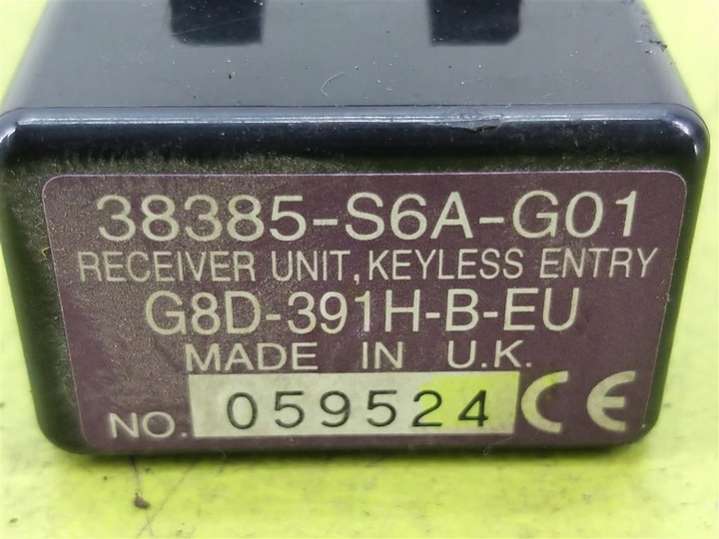 38385-S6A-G01
RECEIVER UNIT, KEYLESS ENTRY
G8D-391H-B-EU
MADE IN U.K.
NO. 059524 CE